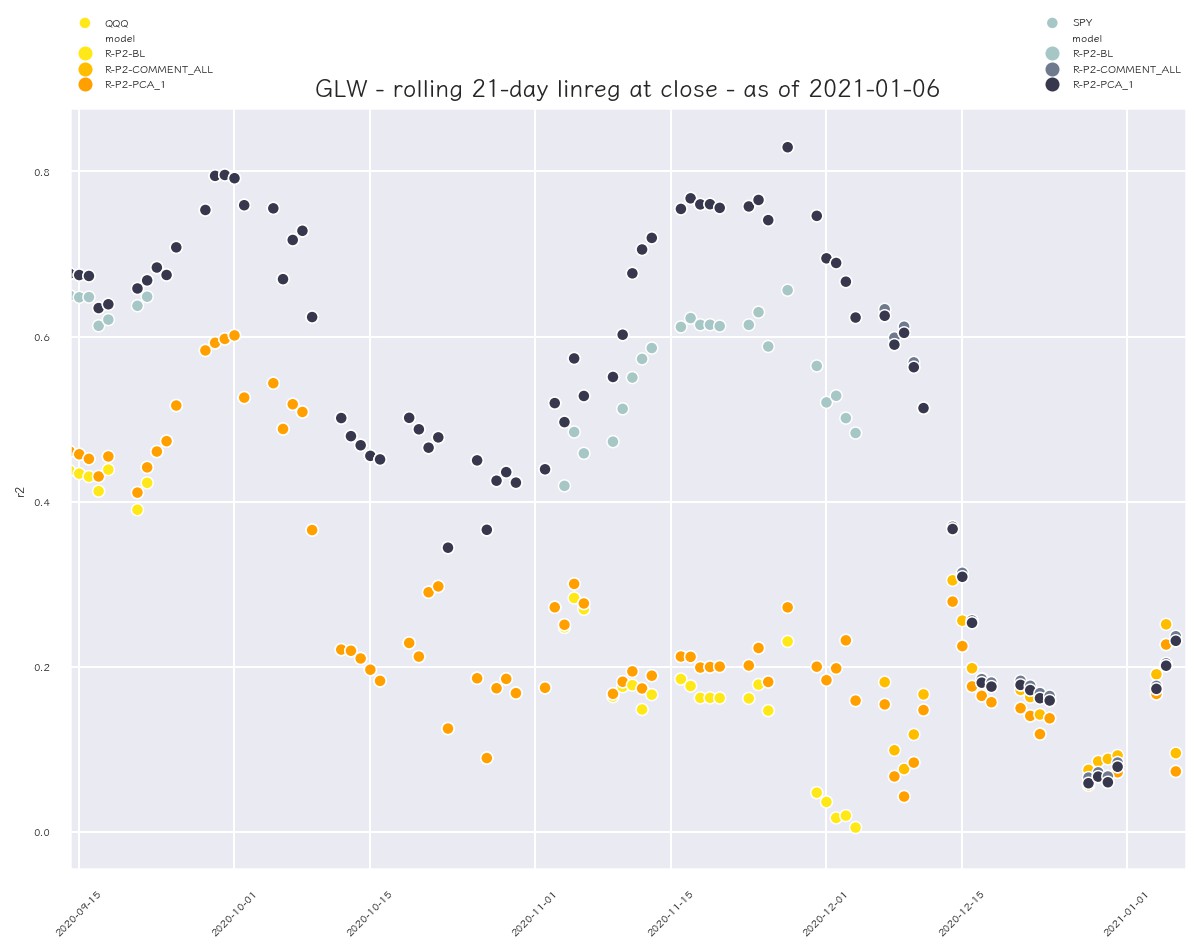 QQQ
model
R-P2-BL
R-P2-COMMENT_ALL
R-P2-PCA_1
SPY
model
R-P2-BL
R-P2-COMMENT_ALL
R-P2-PCA_1
GLW - rolling 21-day linreg at close - as of 2021-01-06
r2
0.8
0.6
0.4
0.2
0.0
2020-09-15
2020-10-01
2020-10-15
2020-11-01
2020-11-15
2020-12-01
2020-12-15
2021-01-01